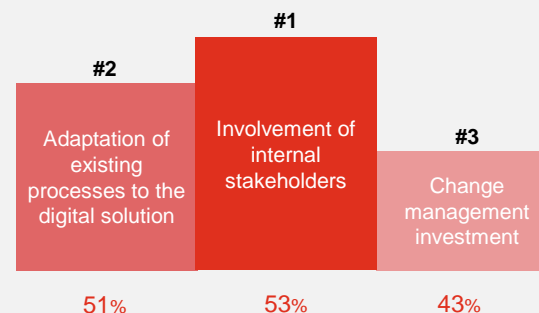 #1
#2
#3
Adaptation of
existing
processes to the
digital solution
Involvement of
internal
stakeholders
Change
management
investment
51%
53%
43%